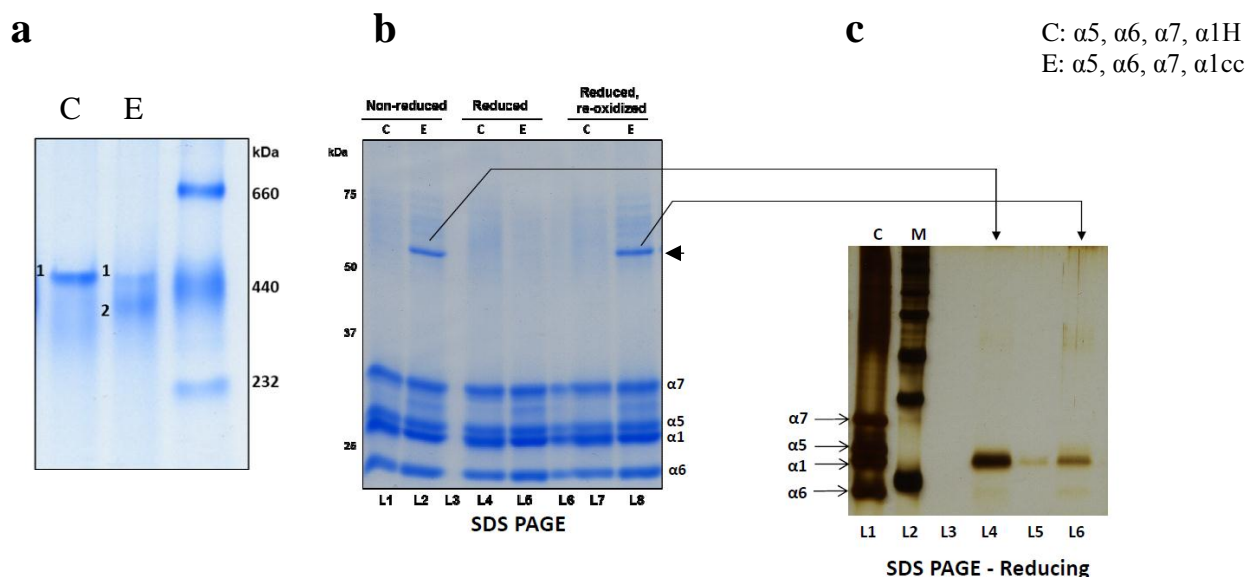 a
b
c
C: α5, α6, α7, α1H
E: α5, α6, α7, α1cc
C E
kDa
660
440
232
1
1
2
Non-reduced
Reduced
Reduced,
re-oxidized
C E C E C E
kDa
75
50
37
25
α7
α5
α1
α6
L1 L2 L3 L4 L5 L6 L7 L8
SDS PAGE
C M
α7
α5
α1
α6
L1 L2 L3 L4 L5 L6
SDS PAGE - Reducing